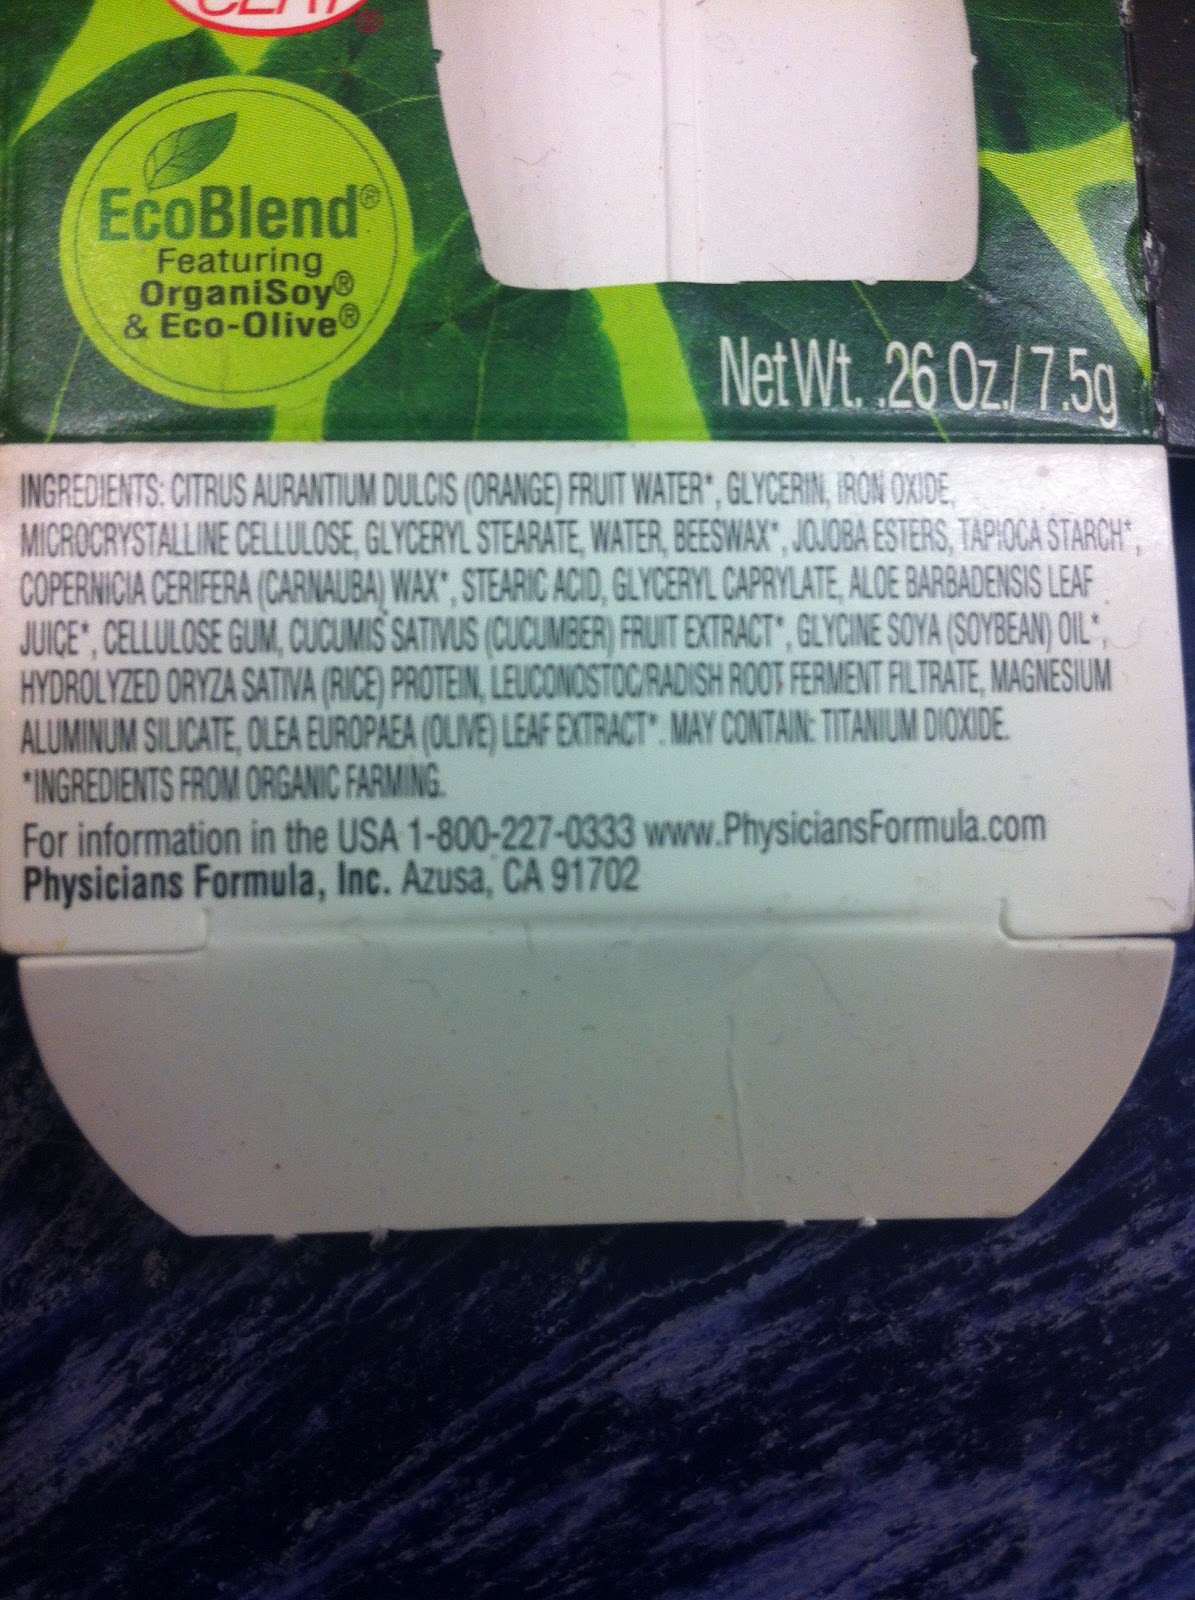 EcoBlend®
Featuring
OrganiSoy®
& Eco-Olive®
Net Wt. .26 Oz./7.5g
INGREDIENTS: CITRUS AURANTIUM DULCIS (ORANGE) FRUIT WATER*, GLYCERIN, IRON OXIDE,
MICROCRYSTALLINE CELLULOSE, GLYCERYL STEARATE, WATER, BEESWAX*, JOJOBA ESTERS, TAPIOCA STARCH*,
COPERNICIA CERIFERA (CARNAUBA) WAX*, STEARIC ACID, GLYCERYL CAPRYLATE, ALOE BARBADENSIS LEAF
JUICE*, CELLULOSE GUM, CUCUMIS SATIVUS (CUCUMBER) FRUIT EXTRACT*, GLYCINE SOYA (SOYBEAN) OIL*,
HYDROLYZED ORYZA SATIVA (RICE) PROTEIN, LEUCONOSTOC/RADISH ROOT FERMENT FILTRATE, MAGNESIUM
ALUMINUM SILICATE, OLEA EUROPAEA (OLIVE) LEAF EXTRACT*. MAY CONTAIN: TITANIUM DIOXIDE.
*INGREDIENTS FROM ORGANIC FARMING.
For information in the USA 1-800-227-0333 www.PhysiciansFormula.com
Physicians Formula, Inc. Azusa, CA 91702